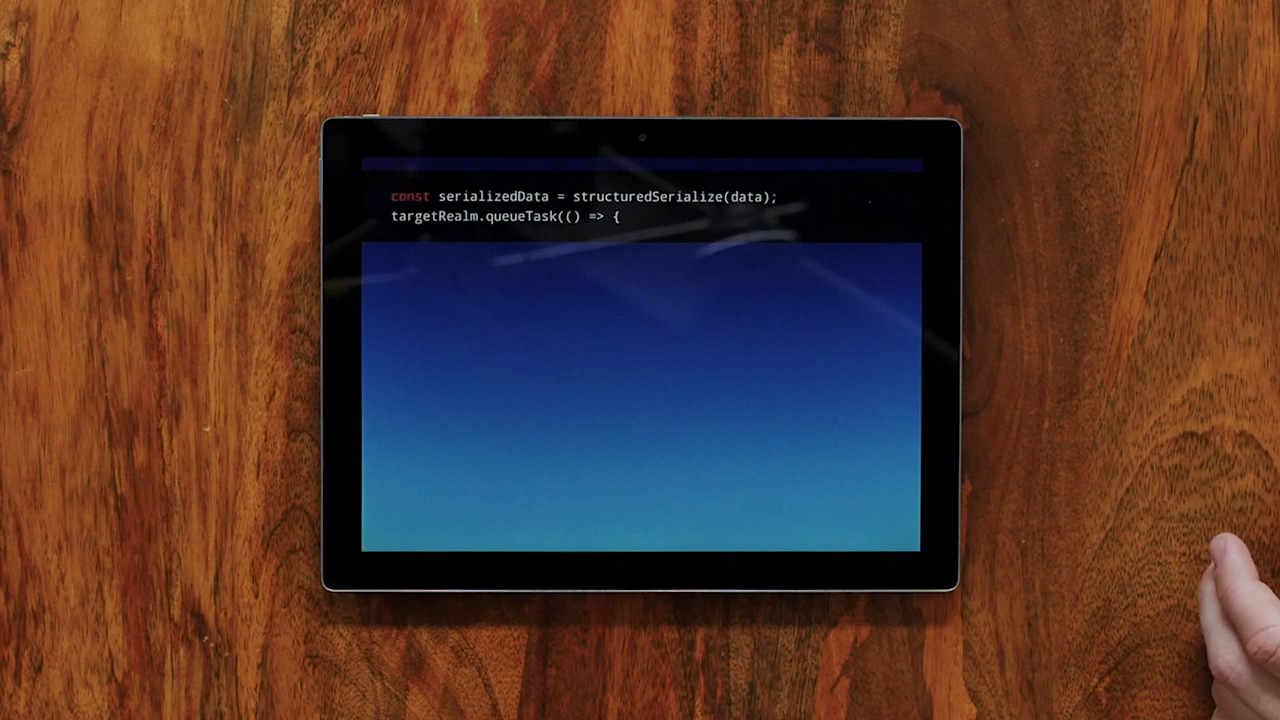 const serializedData = structuredSerialize(data);
targetRealm.queueTask(() => {